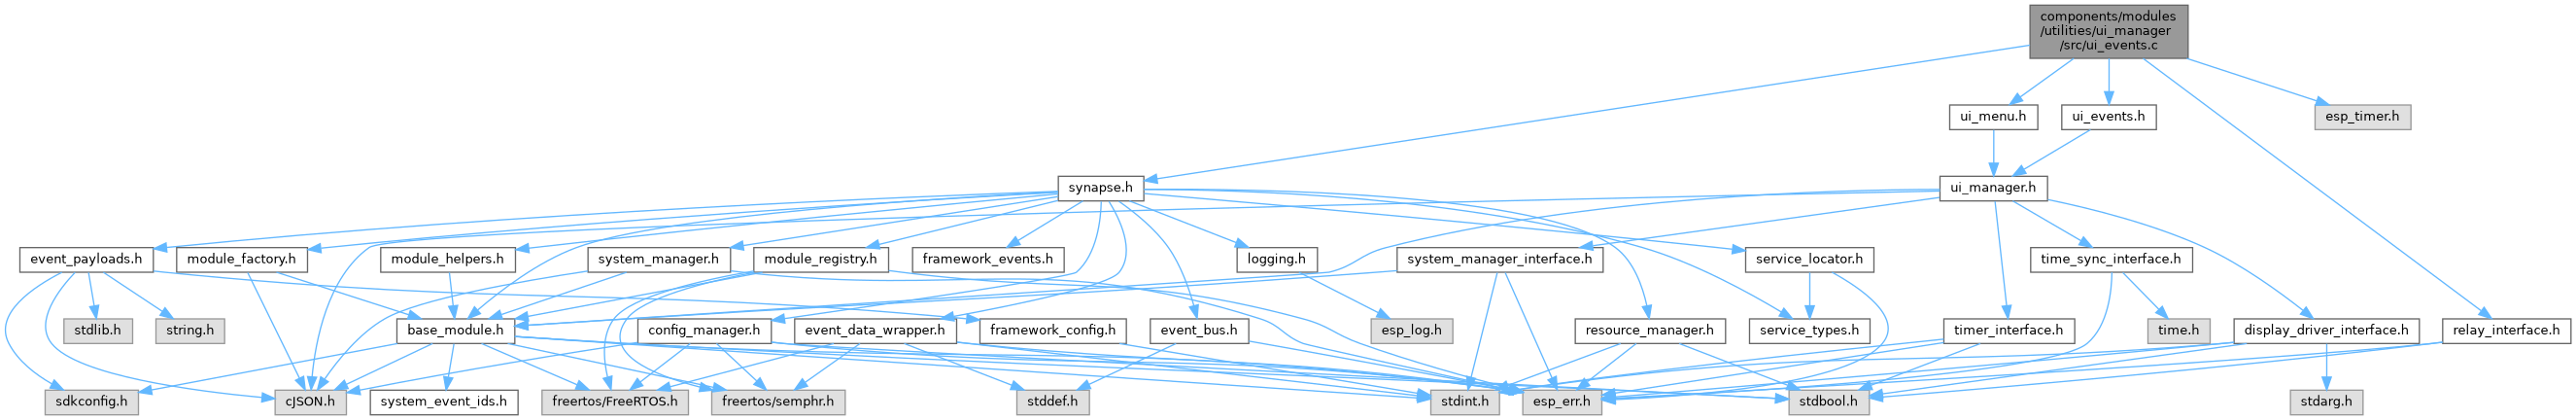 components/modules
/utilities/ui_manager
/src/ui_events.c
ui_menu.h
ui_events.h
esp_timer.h
synapse.h
ui_manager.h
event_payloads.h
module_factory.h
module_helpers.h
system_manager.h
module_registry.h
framework_events.h
logging.h
system_manager_interface.h
service_locator.h
time_sync_interface.h
stdlib.h
string.h
base_module.h
config_manager.h
event_data_wrapper.h
framework_config.h
event_bus.h
esp_log.h
resource_manager.h
service_types.h
timer_interface.h
time.h
display_driver_interface.h
relay_interface.h
sdkconfig.h
cJSON.h
system_event_ids.h
freertos/FreeRTOS.h
freertos/semphr.h
stddef.h
stdint.h
esp_err.h
stdbool.h
stdarg.h